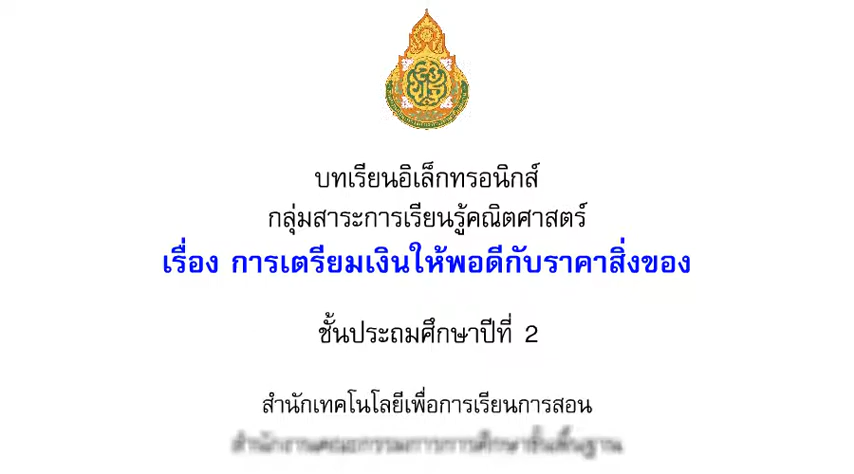 บทเรียนอิเล็กทรอนิกส์
กลุ่มสาระการเรียนรู้คณิตศาสตร์
เรื่อง การเตรียมเงินให้พอดีกับราคาสิ่งของ
ชั้นประถมศึกษาปีที่ 2
สำนักเทคโนโลยีเพื่อการเรียนการสอน